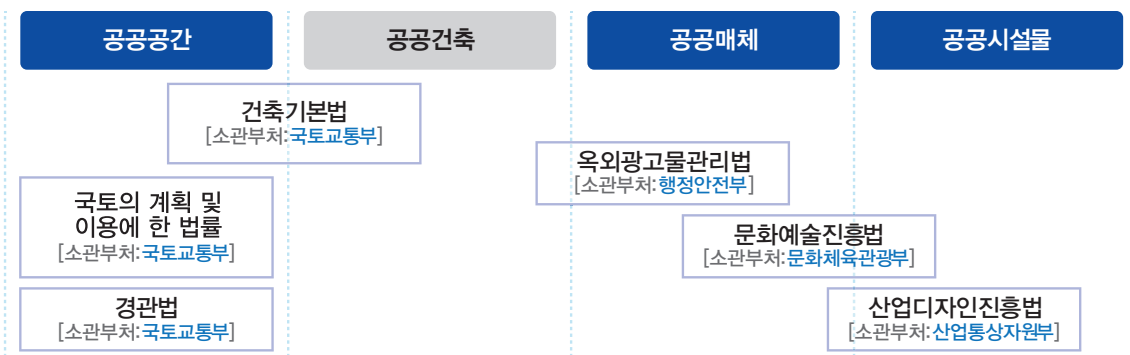 공공공간
공공건축
공공매체
공공시설물
건축기본법
[소관부처:국토교통부]
옥외광고물관리법
[소관부처:행정안전부]
국토의 계획 및
이용에 한 법률
[소관부처:국토교통부]
문화예술진흥법
[소관부처:문화체육관광부]
경관법
[소관부처:국토교통부]
산업디자인진흥법
[소관부처:산업통상자원부]